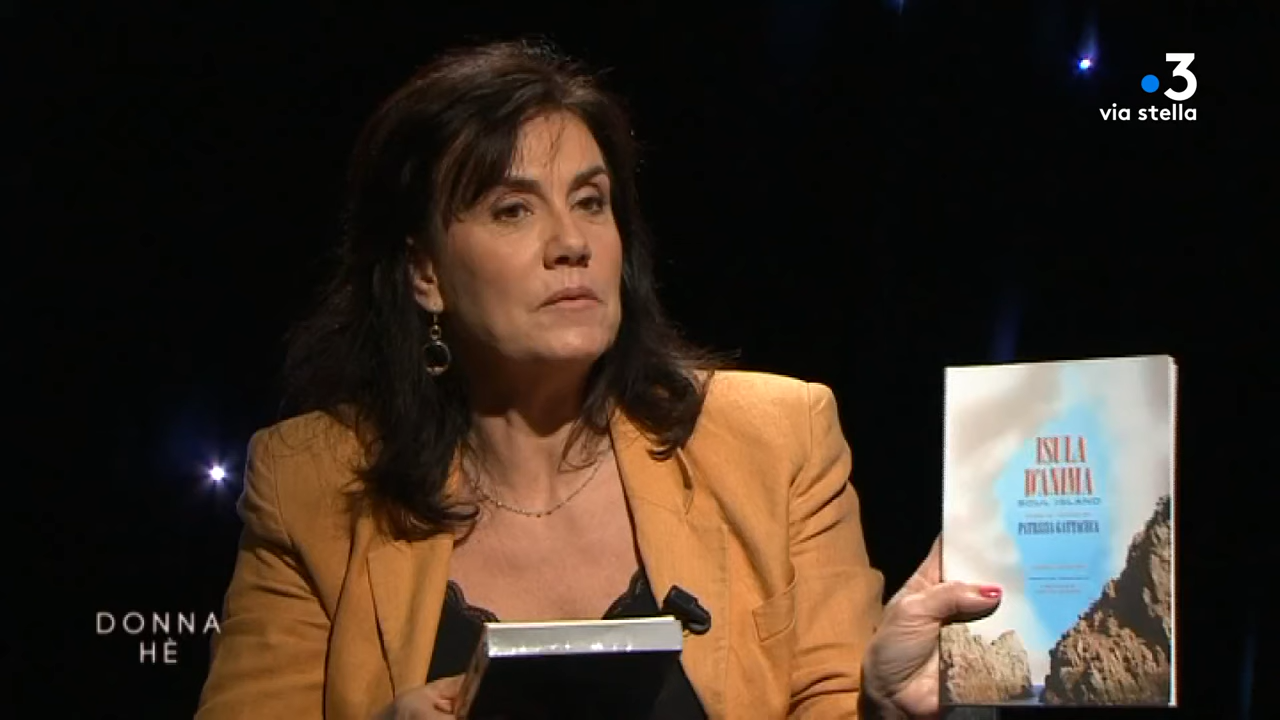 3
via stella
ISULA
D'ANIMA
SOUL ISLAND
PATRIZIA GATTACECA
DONNA
HÈ